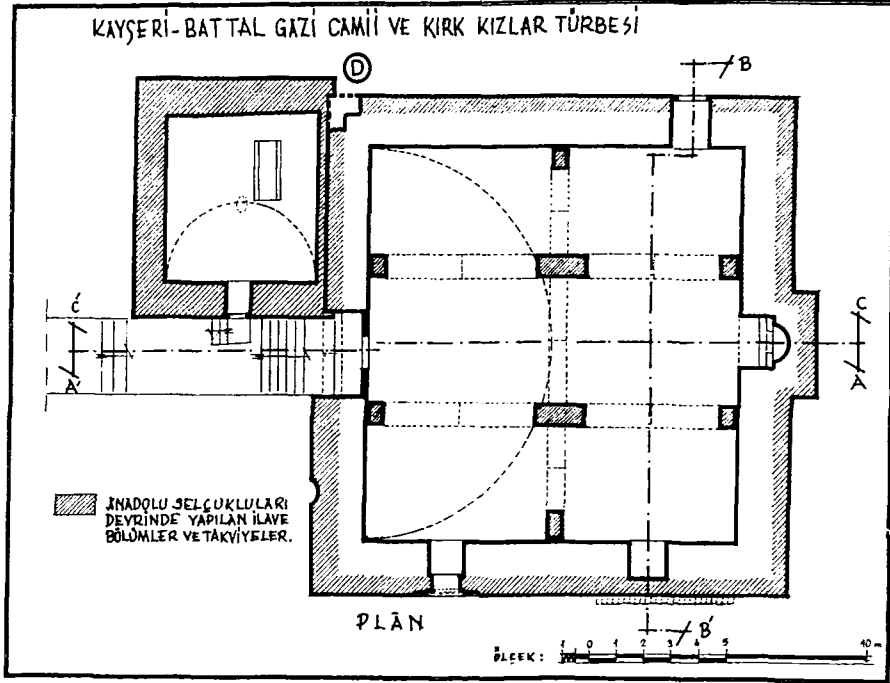 KAYSERİ-BATTAL GAZİ CAMİİ VE KIRK KIZLAR TÜRBESİ
D
B
Ć
A'
C
A
ANADOLU SELÇUKLULARI
DEVRİNDE YAPILAN İLAVE
BÖLÜMLER VE TAKVİYELER.
PLÂN
B'
ÖLÇEK : 1 0 1 2 3 4 5 10 m